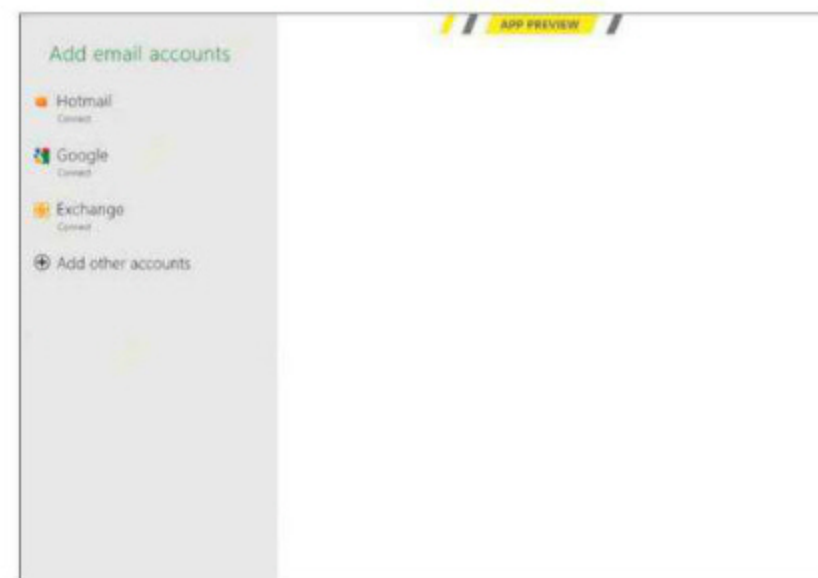 APP PREVIEW
Add email accounts
Hotmail
Connect
Google
Connect
Exchange
Connect
Add other accounts